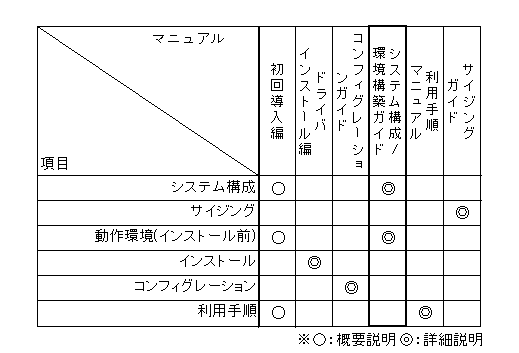 マニュアル
項目
初回導入編
ドライバ
インストール編
コンフィグレーショ
ンガイド
システム構成/
環境構築ガイド
利用手順
マニュアル
サイジング
ガイド
システム構成 ○ ◎
サイジング ◎
動作環境(インストール前) ○ ◎
インストール ◎
コンフィグレーション ◎
利用手順 ○ ◎
※○:概要説明 ◎:詳細説明